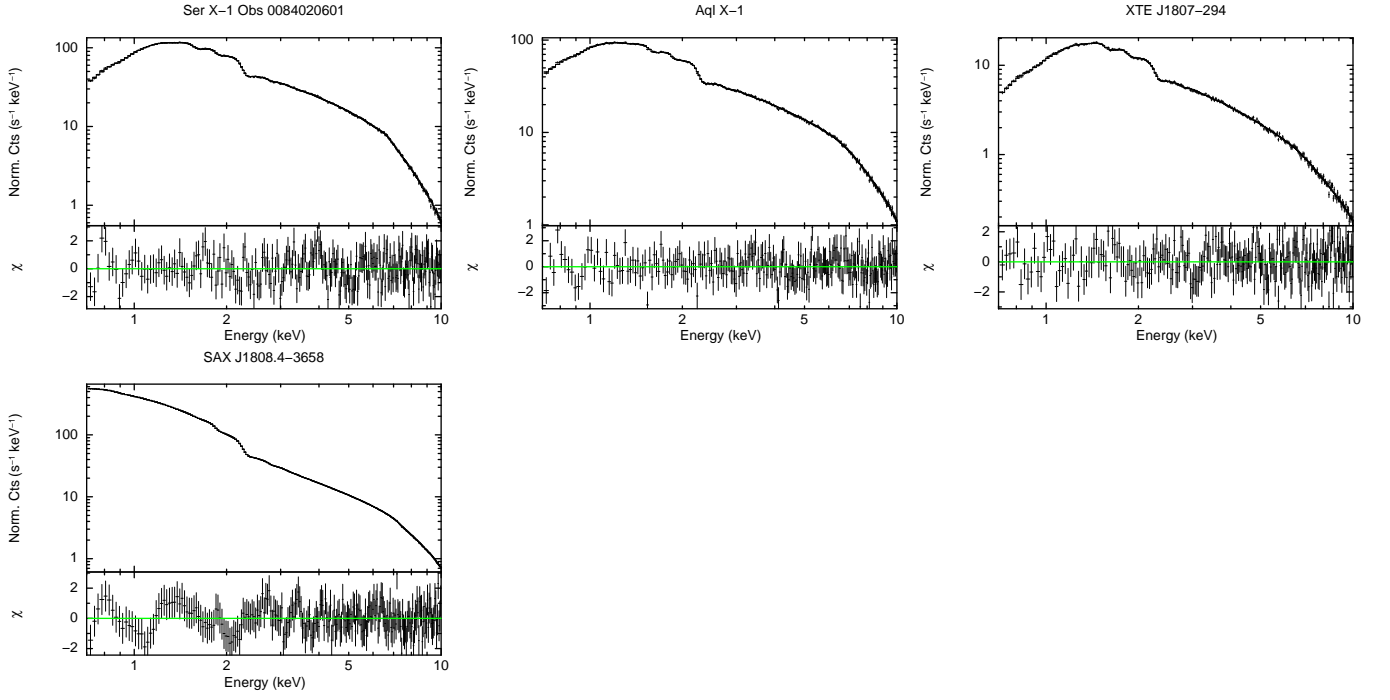 Ser X−1 Obs 0084020601
Norm. Cts (s⁻¹ keV⁻¹)
100
10
1
χ
2
0
−2
1 2 5 10
Energy (keV)
Aql X−1
Norm. Cts (s⁻¹ keV⁻¹)
100
10
1
χ
2
0
−2
1 2 5 10
Energy (keV)
XTE J1807−294
Norm. Cts (s⁻¹ keV⁻¹)
10
1
χ
2
0
−2
1 2 5 10
Energy (keV)
SAX J1808.4−3658
Norm. Cts (s⁻¹ keV⁻¹)
100
10
1
χ
2
0
−2
1 2 5 10
Energy (keV)